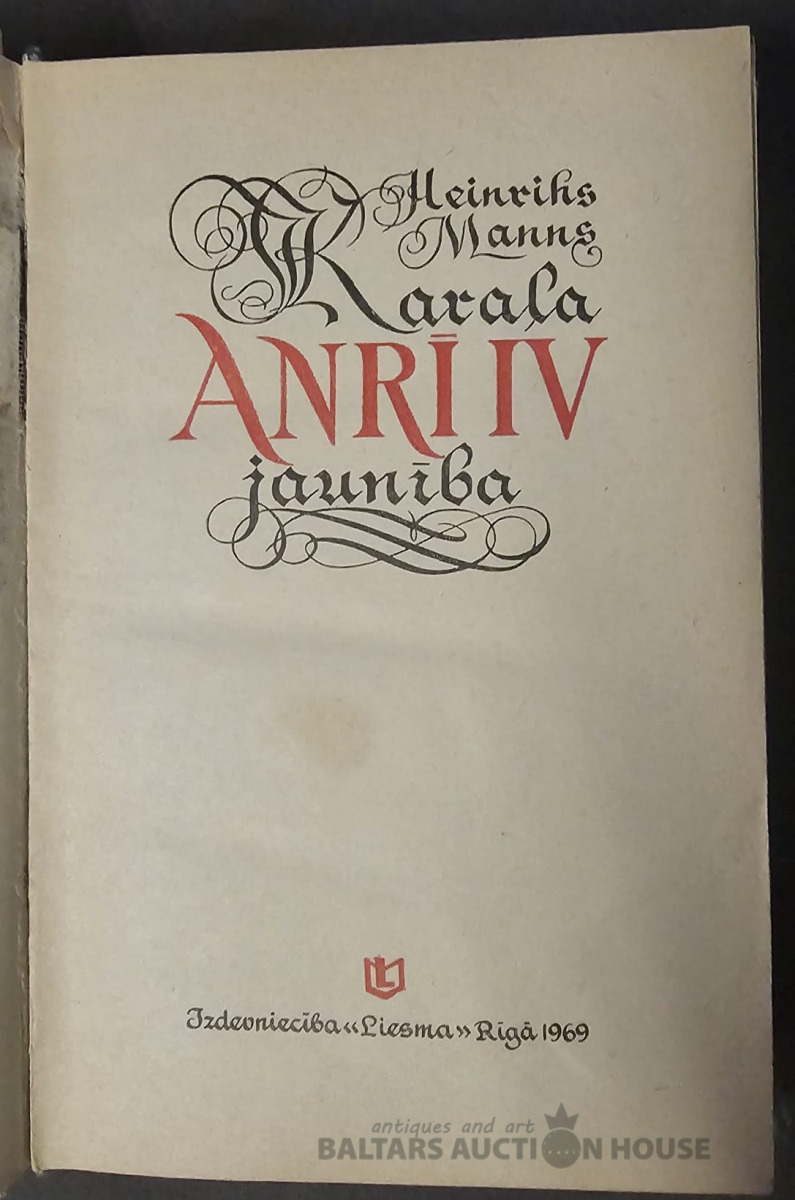 Heinrihs
Manns
Karaļa
ANRĪ IV
jaunība
L
Izdevniecība «Liesma» Rīgā 1969
antiques and art
BALTARS AUCTION HOUSE